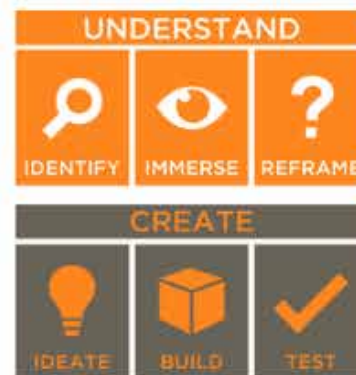 UNDERSTAND
IDENTIFY IMMERSE REFRAME
CREATE
IDEATE BUILD TEST